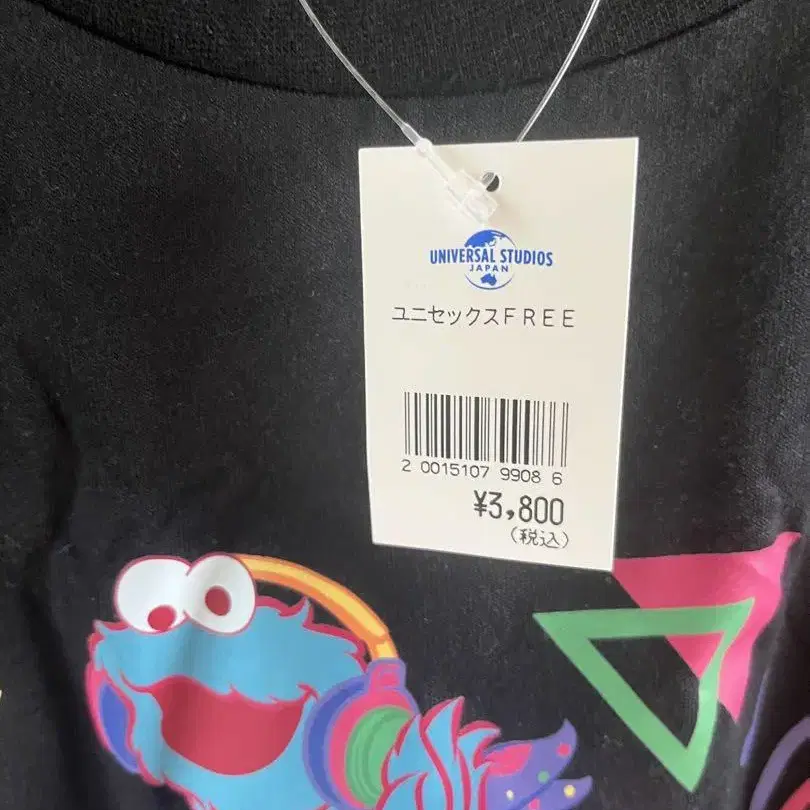 UNIVERSAL STUDIOS
JAPAN
ユニセックスFREE
2 0015107 9908 6
¥3,800
(税込)